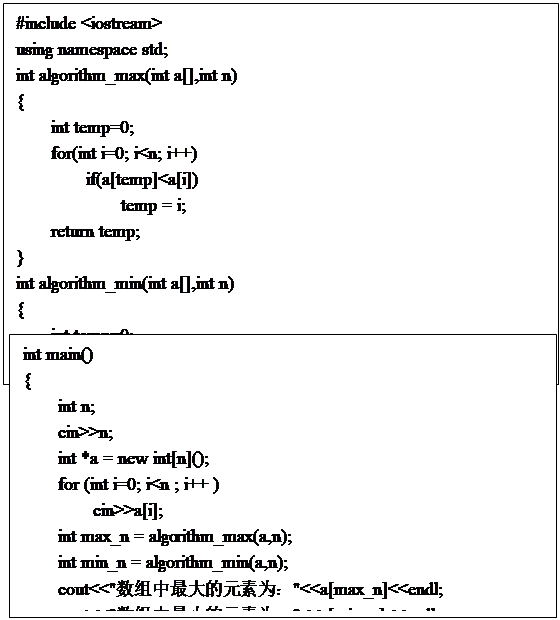 #include <iostream>
using namespace std;
int algorithm_max(int a[],int n)
{
int temp=0;
for(int i=0; i<n; i++)
if(a[temp]<a[i])
temp = i;
return temp;
}
int algorithm_min(int a[],int n)
{
int main()
{
int n;
cin>>n;
int *a = new int[n]();
for (int i=0; i<n ; i++ )
cin>>a[i];
int max_n = algorithm_max(a,n);
int min_n = algorithm_min(a,n);
cout<<"数组中最大的元素为："<<a[max_n]<<endl;